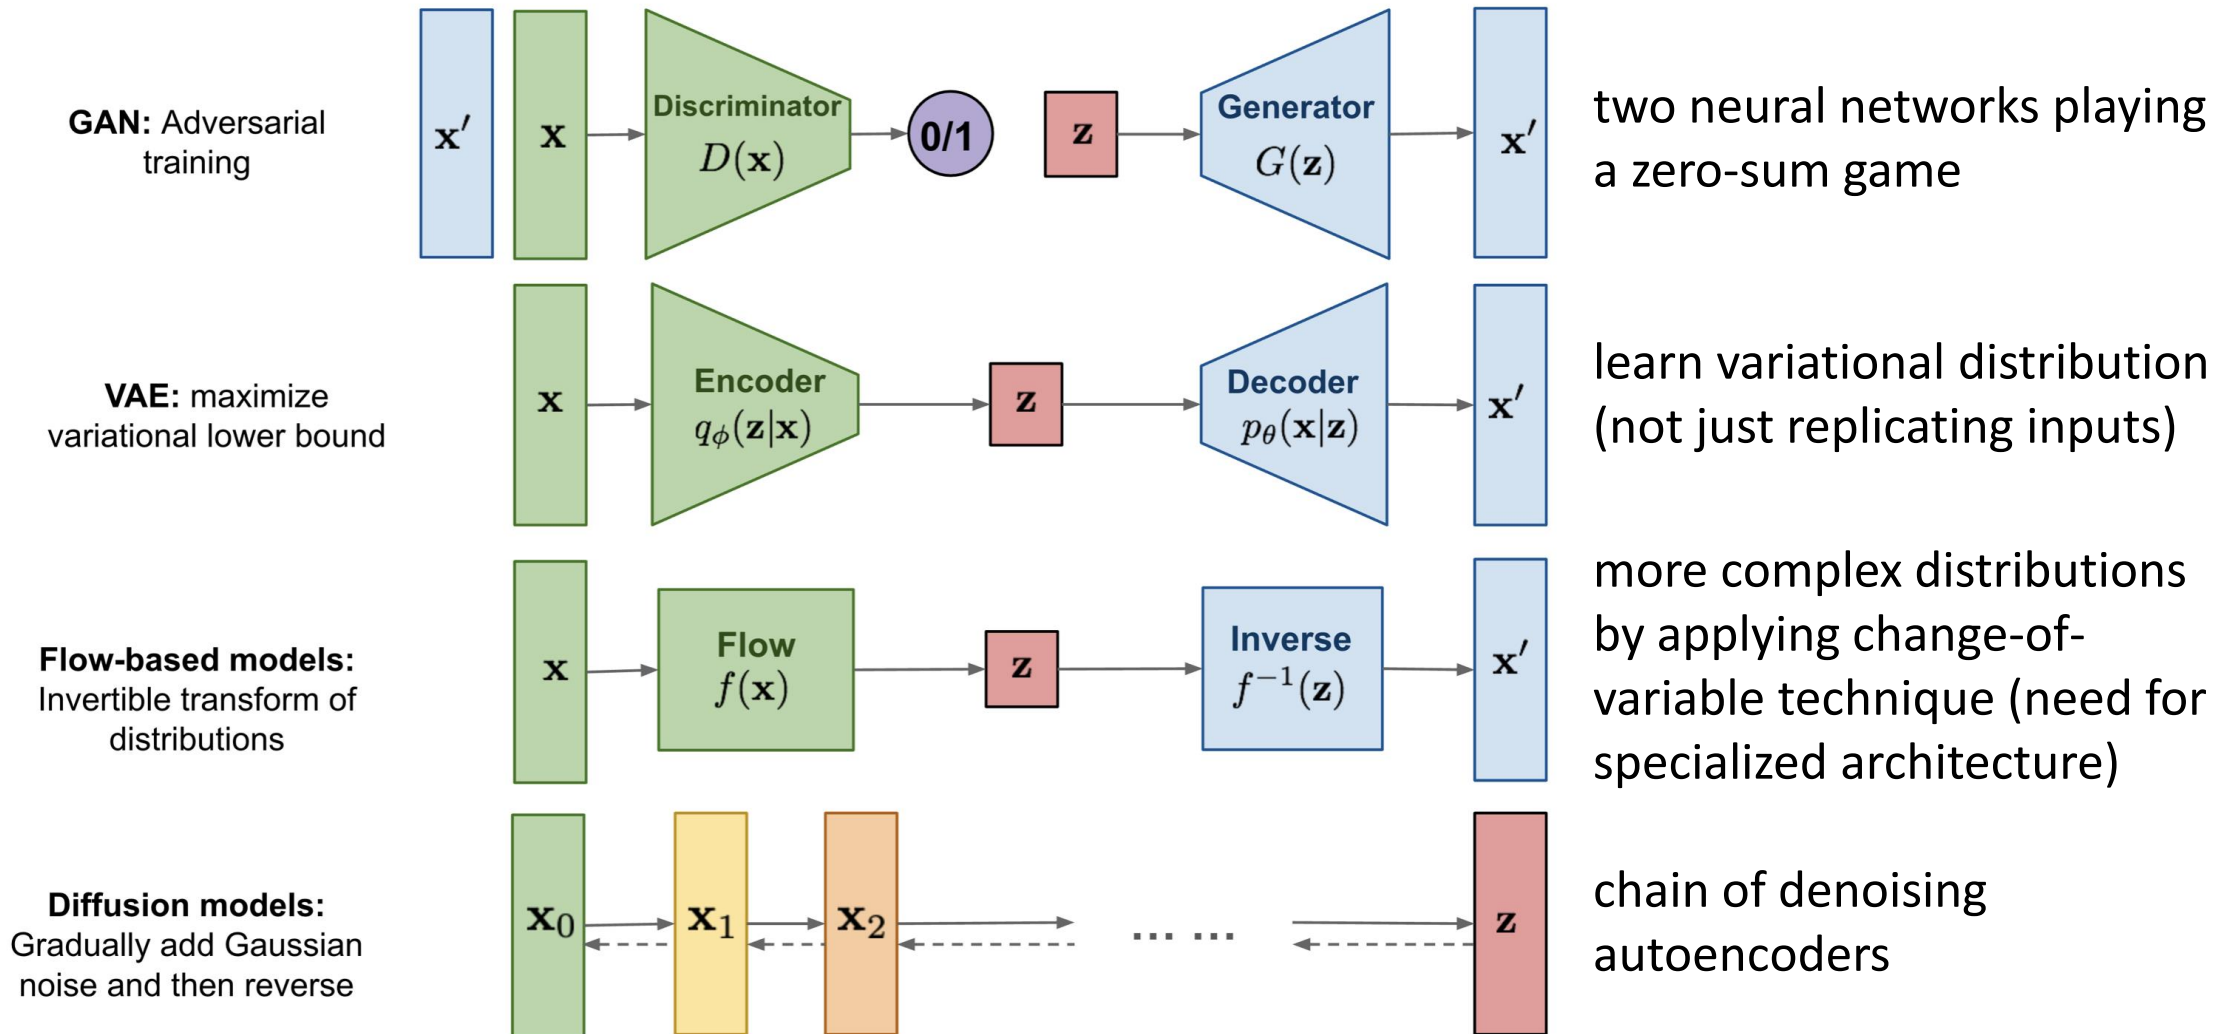 GAN: Adversarial
training
x′
x
Discriminator
D(x)
0/1
z
Generator
G(z)
x′
two neural networks playing
a zero-sum game
VAE: maximize
variational lower bound
x
Encoder
qϕ(z|x)
z
Decoder
pθ(x|z)
x′
learn variational distribution
(not just replicating inputs)
Flow-based models:
Invertible transform of
distributions
x
Flow
f(x)
z
Inverse
f⁻¹(z)
x′
more complex distributions
by applying change-of-
variable technique (need for
specialized architecture)
Diffusion models:
Gradually add Gaussian
noise and then reverse
x₀
x₁
x₂
... ...
z
chain of denoising
autoencoders